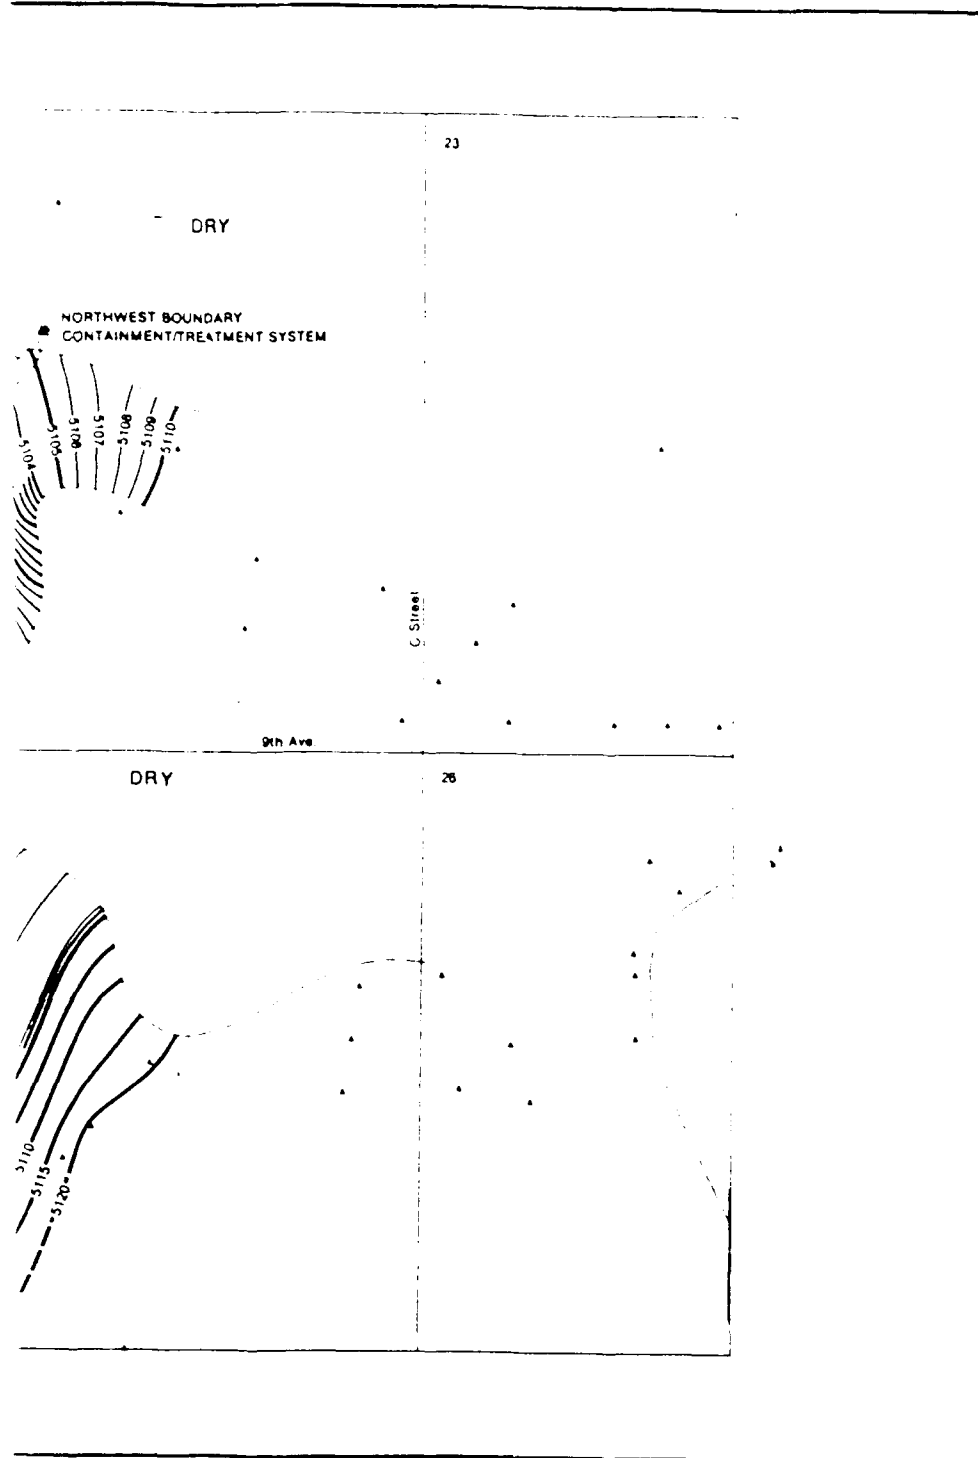 23
DRY
NORTHWEST BOUNDARY
CONTAINMENT/TREATMENT SYSTEM
5104
5105
5106
5107
5108
5109
5110
C Street
9th Ave.
DRY
26
5110
5115
5120